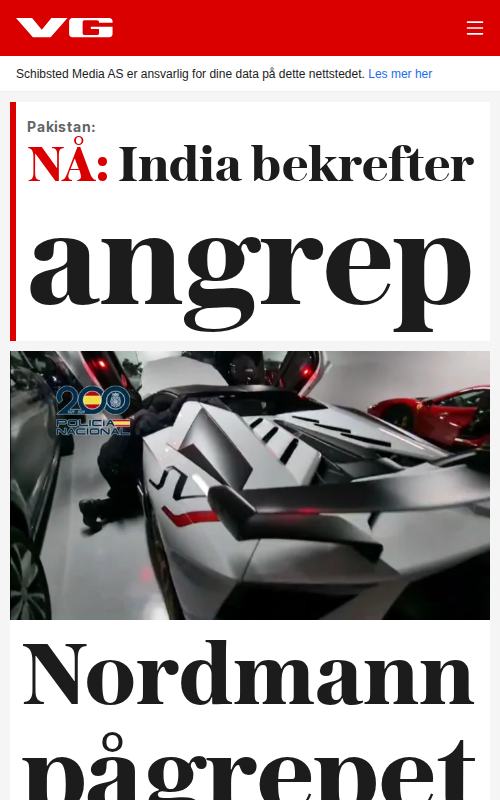 VG
Schibsted Media AS er ansvarlig for dine data på dette nettstedet. Les mer her
Pakistan:
NÅ: India bekrefter
angrep
200
POLICIA
NACIONAL
Nordmann
pågrepet